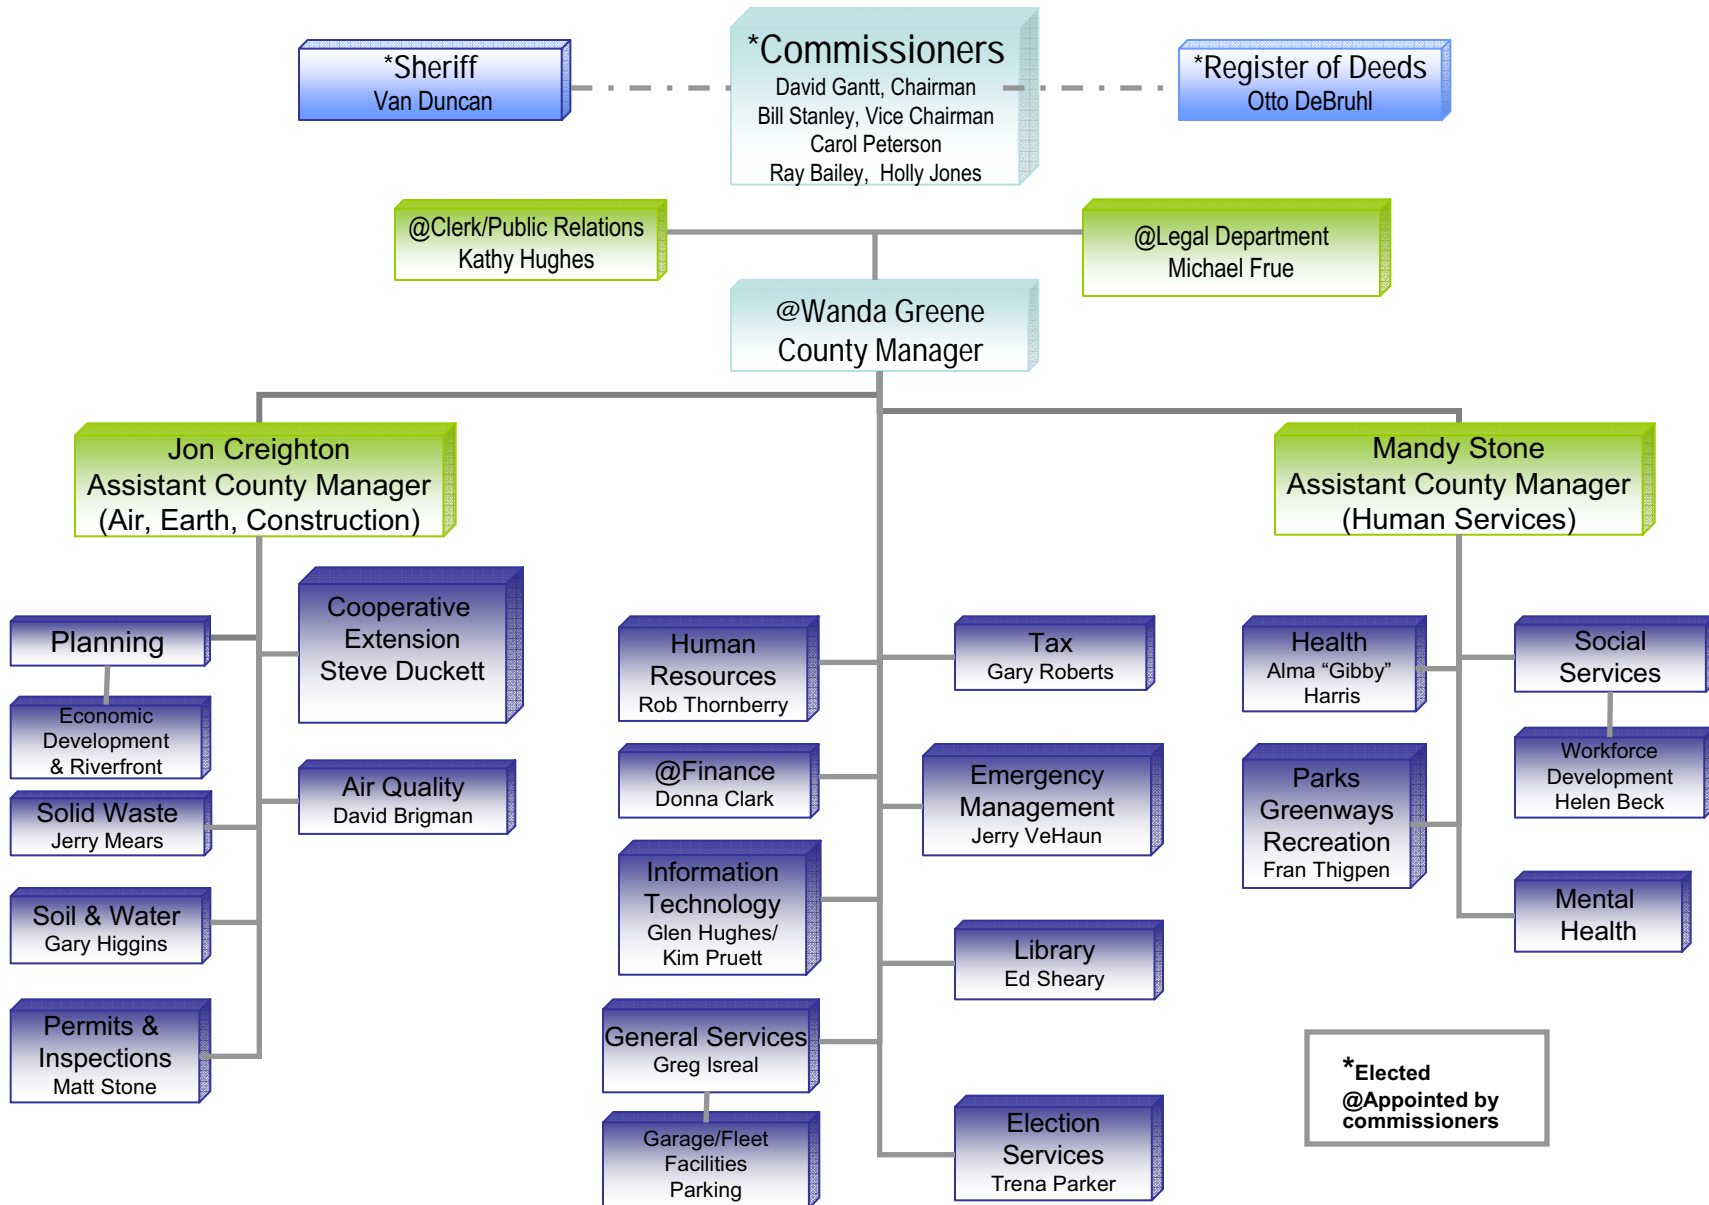 *Sheriff
Van Duncan
*Commissioners
David Gantt, Chairman
Bill Stanley, Vice Chairman
Carol Peterson
Ray Bailey,  Holly Jones
*Register of Deeds
Otto DeBruhl
@Clerk/Public Relations
Kathy Hughes
@Legal Department
Michael Frue
@Wanda Greene
County Manager
Jon Creighton
Assistant County Manager
(Air, Earth, Construction)
Mandy Stone
Assistant County Manager
(Human Services)
Planning
Economic
Development
& Riverfront
Solid Waste
Jerry Mears
Soil & Water
Gary Higgins
Permits &
Inspections
Matt Stone
Cooperative
Extension
Steve Duckett
Air Quality
David Brigman
Human
Resources
Rob Thornberry
@Finance
Donna Clark
Information
Technology
Glen Hughes/
Kim Pruett
General Services
Greg Isreal
Garage/Fleet
Facilities
Parking
Tax
Gary Roberts
Emergency
Management
Jerry VeHaun
Library
Ed Sheary
Election
Services
Trena Parker
Health
Alma “Gibby”
Harris
Parks
Greenways
Recreation
Fran Thigpen
Social
Services
Workforce
Development
Helen Beck
Mental
Health
*Elected
@Appointed by
commissioners